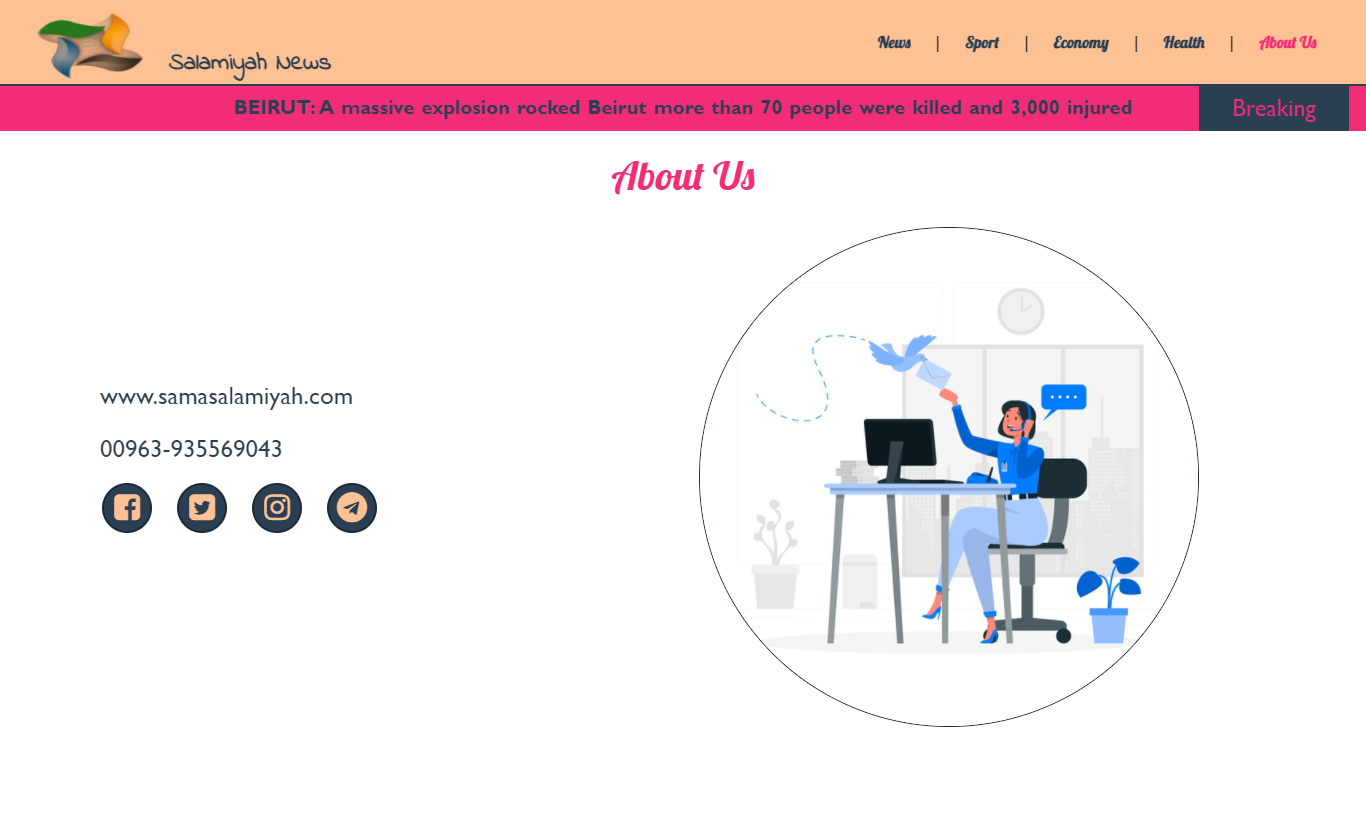 Salamiyah News
News | Sport | Economy | Health | About Us
BEIRUT: A massive explosion rocked Beirut more than 70 people were killed and 3,000 injured
Breaking
About Us
www.samasalamiyah.com
00963-935569043